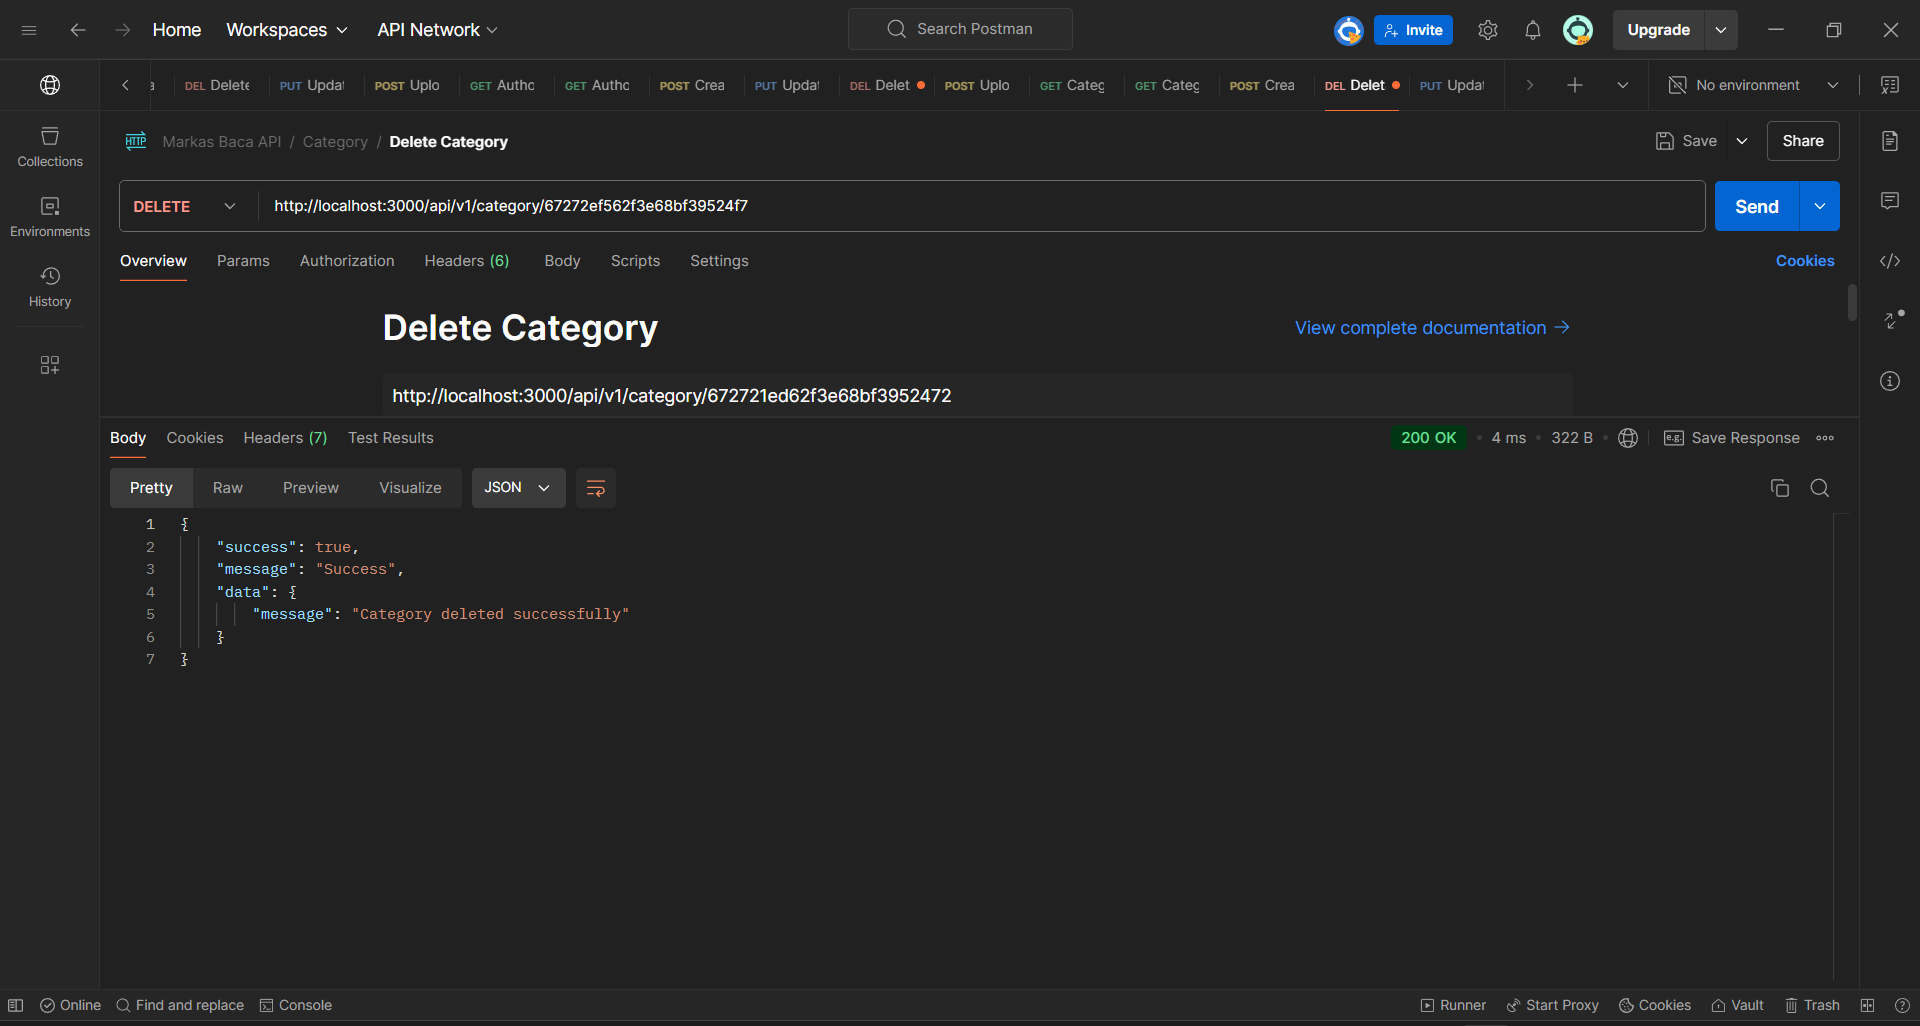 Home Workspaces API Network Search Postman Invite Upgrade
DEL Delete PUT Updat POST Uplo GET Autho GET Autho POST Crea PUT Updat DEL Delet POST Uplo GET Categ GET Categ POST Crea DEL Delet PUT Updat No environment
HTTP Markas Baca API / Category / Delete Category Save Share
Collections
DELETE http://localhost:3000/api/v1/category/67272ef562f3e68bf39524f7 Send
Environments
Overview Params Authorization Headers (6) Body Scripts Settings Cookies
History
Delete Category View complete documentation →
http://localhost:3000/api/v1/category/672721ed62f3e68bf3952472
Body Cookies Headers (7) Test Results 200 OK • 4 ms • 322 B • e.g. Save Response
Pretty Raw Preview Visualize JSON
1 {
2 "success": true,
3 "message": "Success",
4 "data": {
5 "message": "Category deleted successfully"
6 }
7 }
Online Find and replace Console Runner Start Proxy Cookies Vault Trash